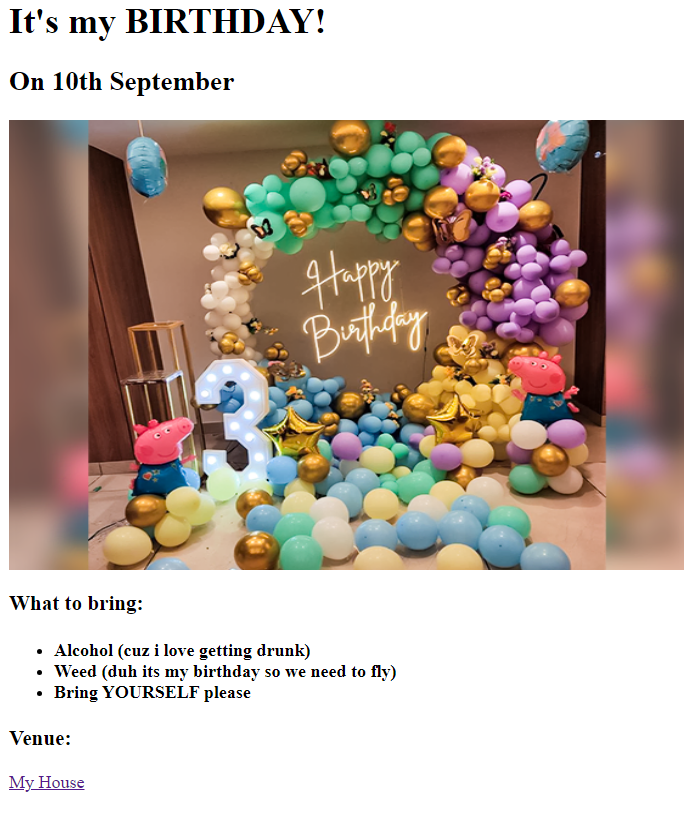 It's my BIRTHDAY!
On 10th September
Happy
Birthday
3
What to bring:
Alcohol (cuz i love getting drunk)
Weed (duh its my birthday so we need to fly)
Bring YOURSELF please
Venue:
My House